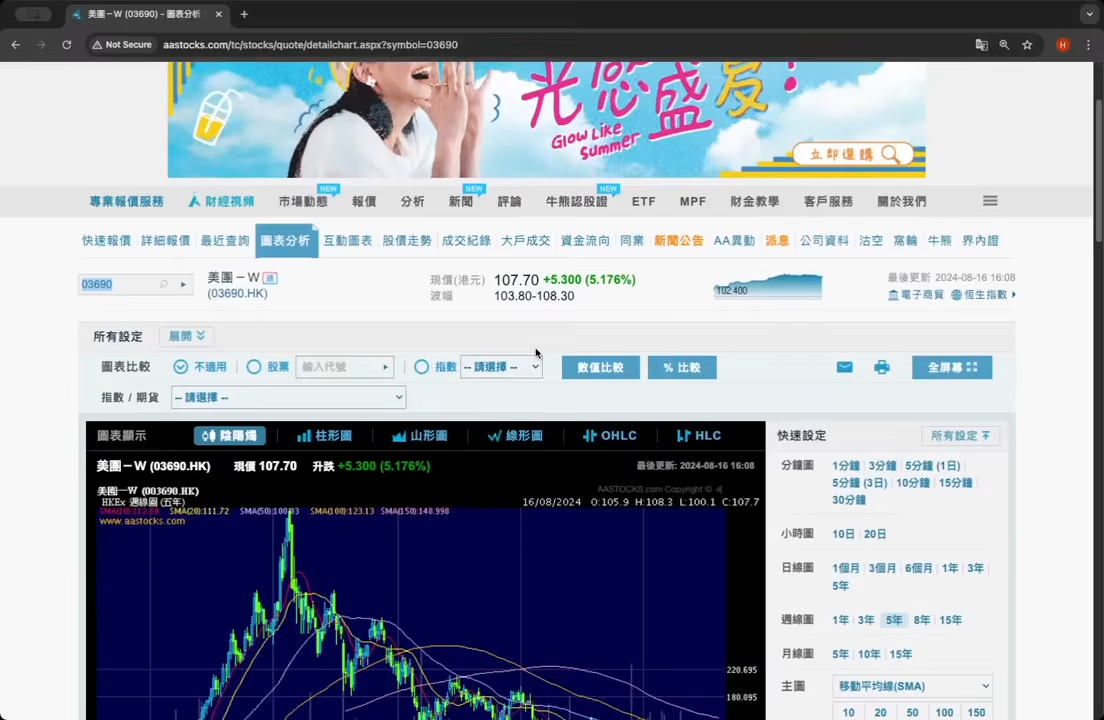 美團－W (03690) - 圖表分析
Not Secure
aastocks.com/tc/stocks/quote/detailchart.aspx?symbol=03690
H
光感盛夏!
Glow Like
Summer
立即選購
NEW NEW NEW
專業報價服務 財經視頻 市場動態 報價 分析 新聞 評論 牛熊認股證 ETF MPF 財金教學 客戶服務 關於我們
快速報價 詳細報價 最近查詢 圖表分析 互動圖表 股價走勢 成交紀錄 大戶成交 資金流向 同業 新聞公告 AA異動 派息 公司資料 沽空 窩輪 牛熊 界內證
03690 美團－W 通 現價(港元) 107.70 +5.300 (5.176%) 最後更新 2024-08-16 16:08
(03690.HK) 波幅 103.80-108.30 102.400 電子商貿 恆生指數
所有設定 展開
圖表比較 不適用 股票 輸入代號 指數 -- 請選擇 -- 數值比較 % 比較 全屏幕
指數 / 期貨 -- 請選擇 --
圖表顯示 陰陽燭 柱形圖 山形圖 線形圖 OHLC HLC 快速設定 所有設定
美團－W (03690.HK) 現價 107.70 升跌 +5.300 (5.176%) 最後更新: 2024-08-16 16:08
分鐘圖 1分鐘 3分鐘 5分鐘 (1日)
5分鐘 (3日) 10分鐘 15分鐘
30分鐘
美團－W (003690.HK) AASTOCKS.com Copyright ©
HKEx 週線圖 (五年) 16/08/2024 O:105.9 H:108.3 L:100.1 C:107.7
SMA(10):112.69 SMA(20):111.72 SMA(50):100.83 SMA(100):123.13 SMA(150):148.998
www.aastocks.com
小時圖 10日 20日
日線圖 1個月 3個月 6個月 1年 3年
5年
週線圖 1年 3年 5年 8年 15年
月線圖 5年 10年 15年
220.695
主圖 移動平均線(SMA)
180.095
10 20 50 100 150